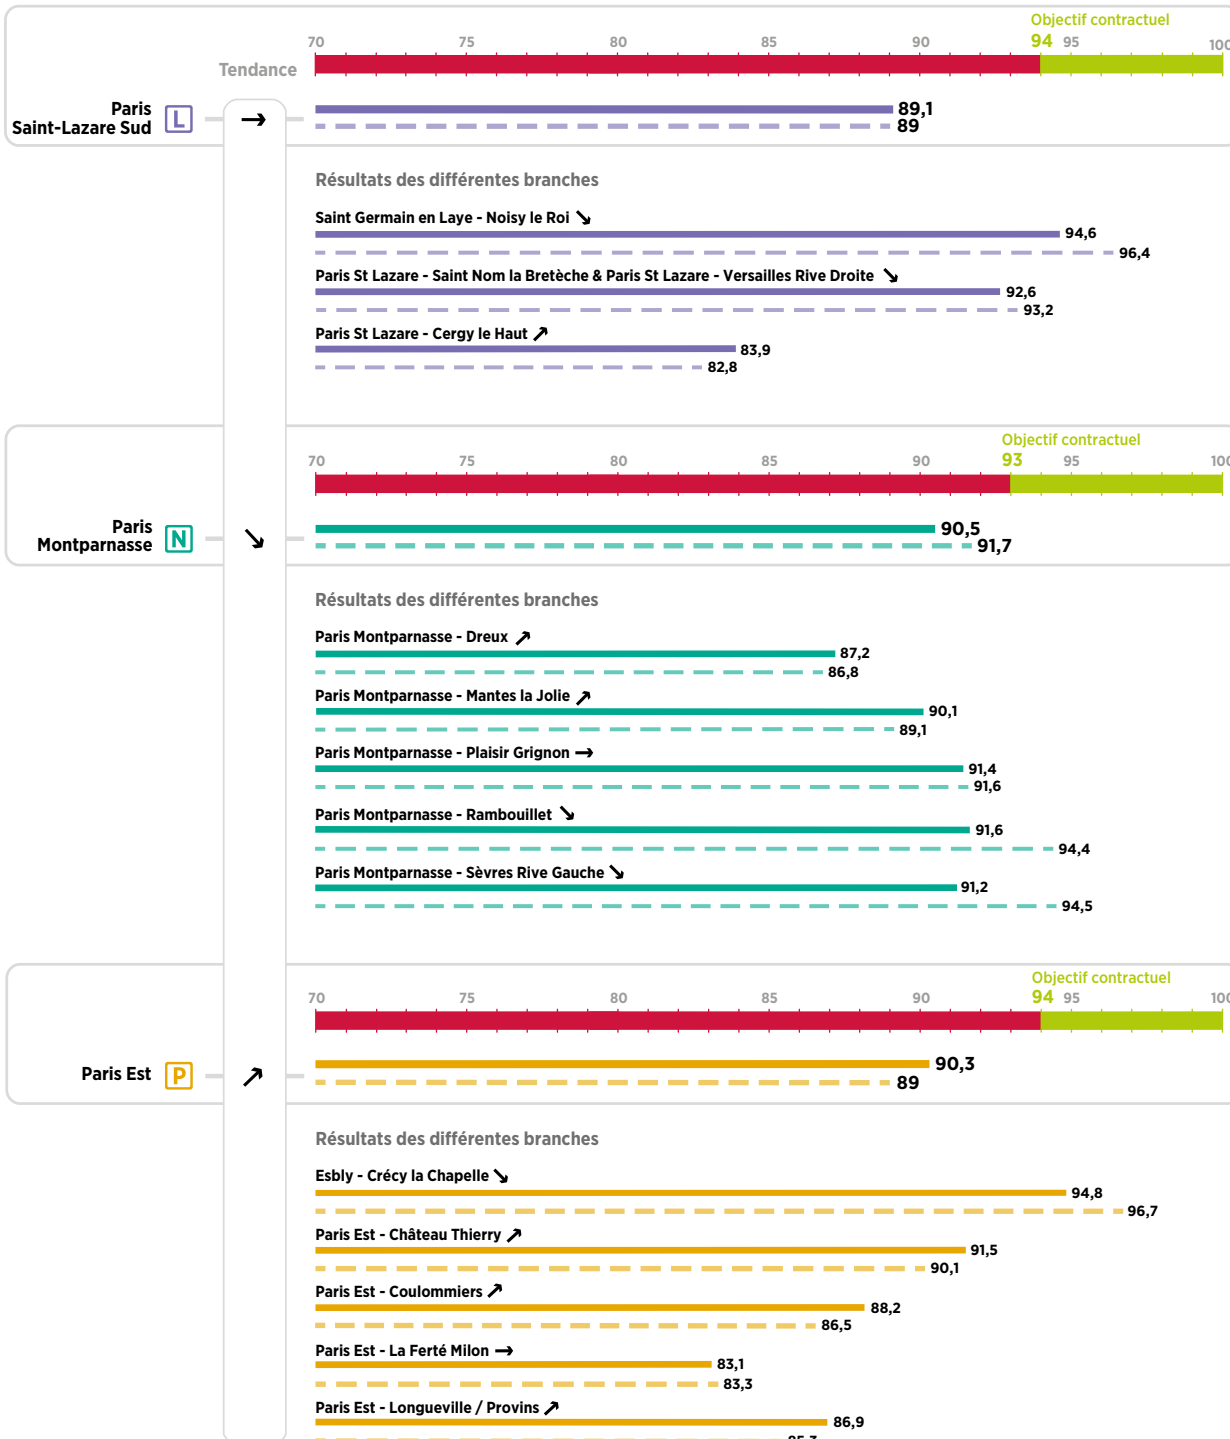 Objectif contractuel
70 75 80 85 90 94 95 100
Tendance
Paris
Saint-Lazare Sud L
→
89,1
89
Résultats des différentes branches
Saint Germain en Laye - Noisy le Roi ↘
94,6
96,4
Paris St Lazare - Saint Nom la Bretèche & Paris St Lazare - Versailles Rive Droite ↘
92,6
93,2
Paris St Lazare - Cergy le Haut ↗
83,9
82,8
Objectif contractuel
70 75 80 85 90 93 95 100
Paris
Montparnasse N
↘
90,5
91,7
Résultats des différentes branches
Paris Montparnasse - Dreux ↗
87,2
86,8
Paris Montparnasse - Mantes la Jolie ↗
90,1
89,1
Paris Montparnasse - Plaisir Grignon →
91,4
91,6
Paris Montparnasse - Rambouillet ↘
91,6
94,4
Paris Montparnasse - Sèvres Rive Gauche ↘
91,2
94,5
Objectif contractuel
70 75 80 85 90 94 95 100
Paris Est P ↗
90,3
89
Résultats des différentes branches
Esbly - Crécy la Chapelle ↘
94,8
96,7
Paris Est - Château Thierry ↗
91,5
90,1
Paris Est - Coulommiers ↗
88,2
86,5
Paris Est - La Ferté Milon →
83,1
83,3
Paris Est - Longueville / Provins ↗
86,9